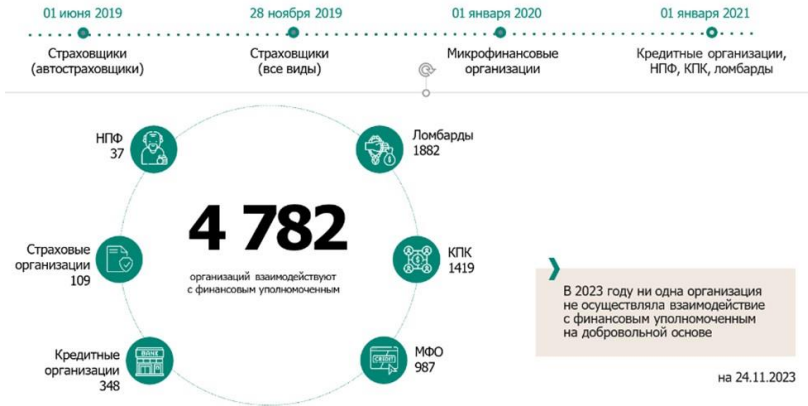 01 июня 2019
28 ноября 2019
01 января 2020
01 января 2021
Страховщики
(автостраховщики)
Страховщики
(все виды)
Микрофинансовые
организации
Кредитные организации,
НПФ, КПК, ломбарды
НПФ
37
Ломбарды
1882
Страховые
организации
109
4 782
организаций взаимодействуют
с финансовым уполномоченным
КПК
1419
Кредитные
организации
348
BANK
CREDIT
МФО
987
В 2023 году ни одна организация
не осуществляла взаимодействие
с финансовым уполномоченным
на добровольной основе
на 24.11.2023